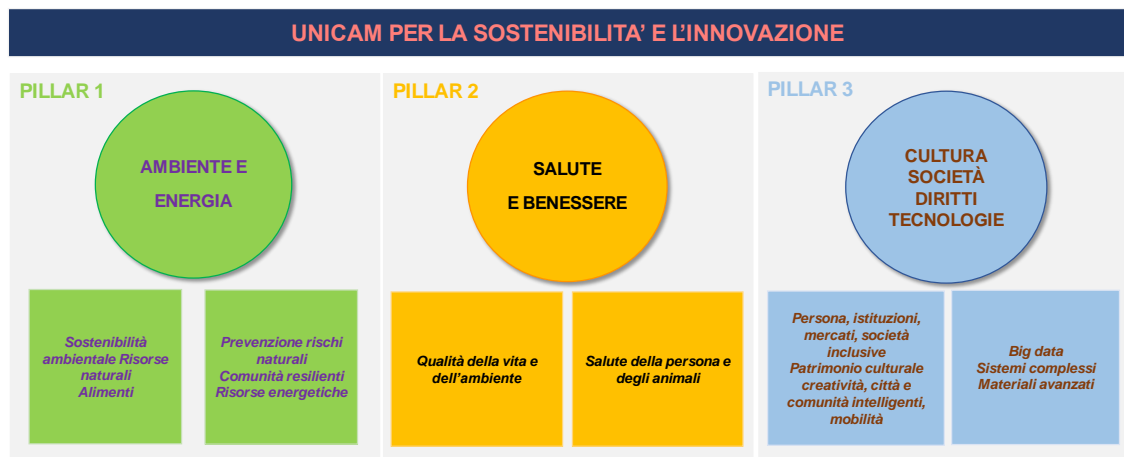 UNICAM PER LA SOSTENIBILITA’ E L’INNOVAZIONE
PILLAR 1
AMBIENTE E
ENERGIA
Sostenibilità
ambientale Risorse
naturali
Alimenti
Prevenzione rischi
naturali
Comunità resilienti
Risorse energetiche
PILLAR 2
SALUTE
E BENESSERE
Qualità della vita e
dell’ambiente
Salute della persona e
degli animali
PILLAR 3
CULTURA
SOCIETÀ
DIRITTI
TECNOLOGIE
Persona, istituzioni,
mercati, società
inclusive
Patrimonio culturale
creatività, città e
comunità intelligenti,
mobilità
Big data
Sistemi complessi
Materiali avanzati